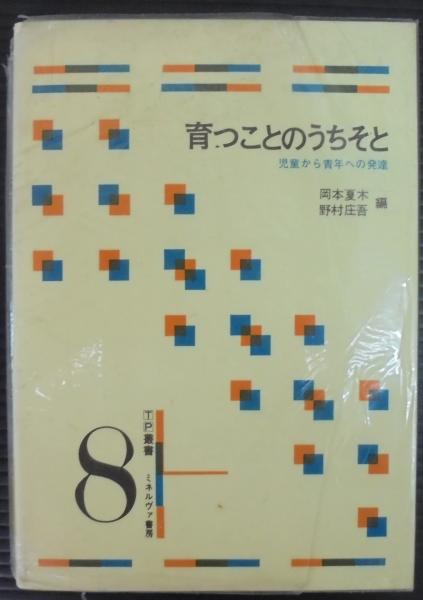 育つことのうちそと
児童から青年への発達
岡本夏木
野村庄吾
編
TP叢書
8
ミネルヴァ書房